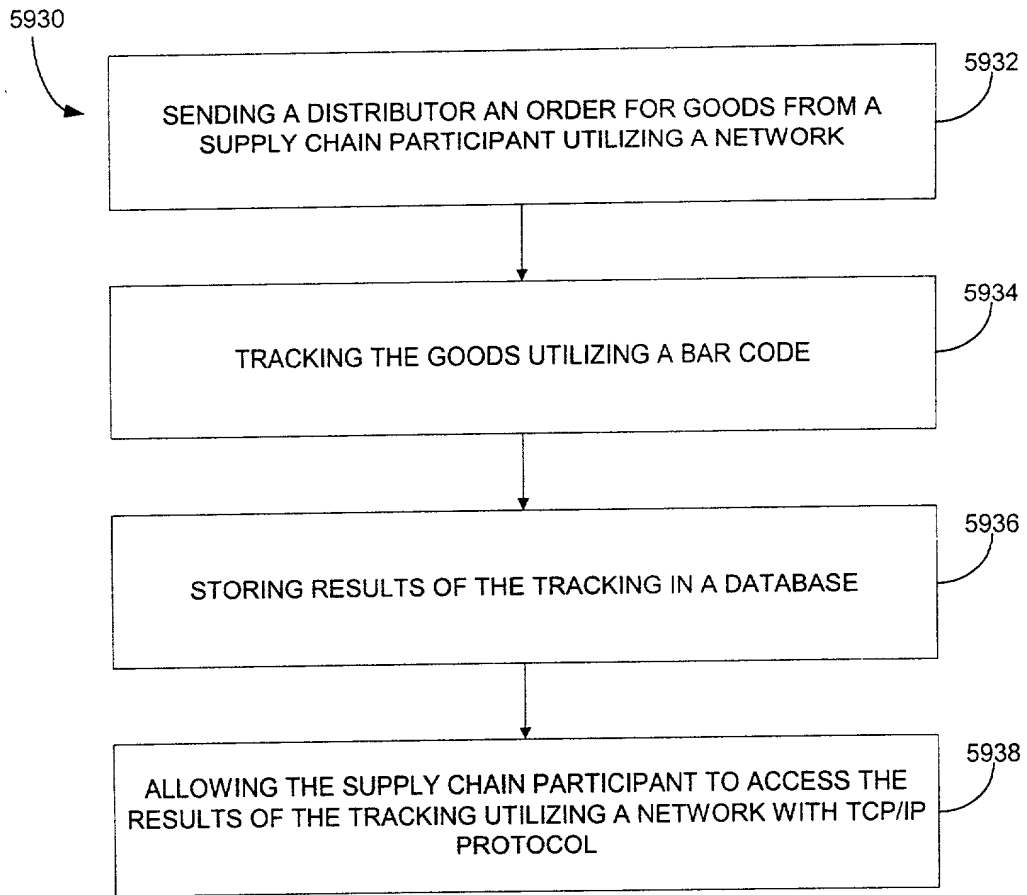 5930
5932
SENDING A DISTRIBUTOR AN ORDER FOR GOODS FROM A
SUPPLY CHAIN PARTICIPANT UTILIZING A NETWORK
5934
TRACKING THE GOODS UTILIZING A BAR CODE
5936
STORING RESULTS OF THE TRACKING IN A DATABASE
5938
ALLOWING THE SUPPLY CHAIN PARTICIPANT TO ACCESS THE
RESULTS OF THE TRACKING UTILIZING A NETWORK WITH TCP/IP
PROTOCOL